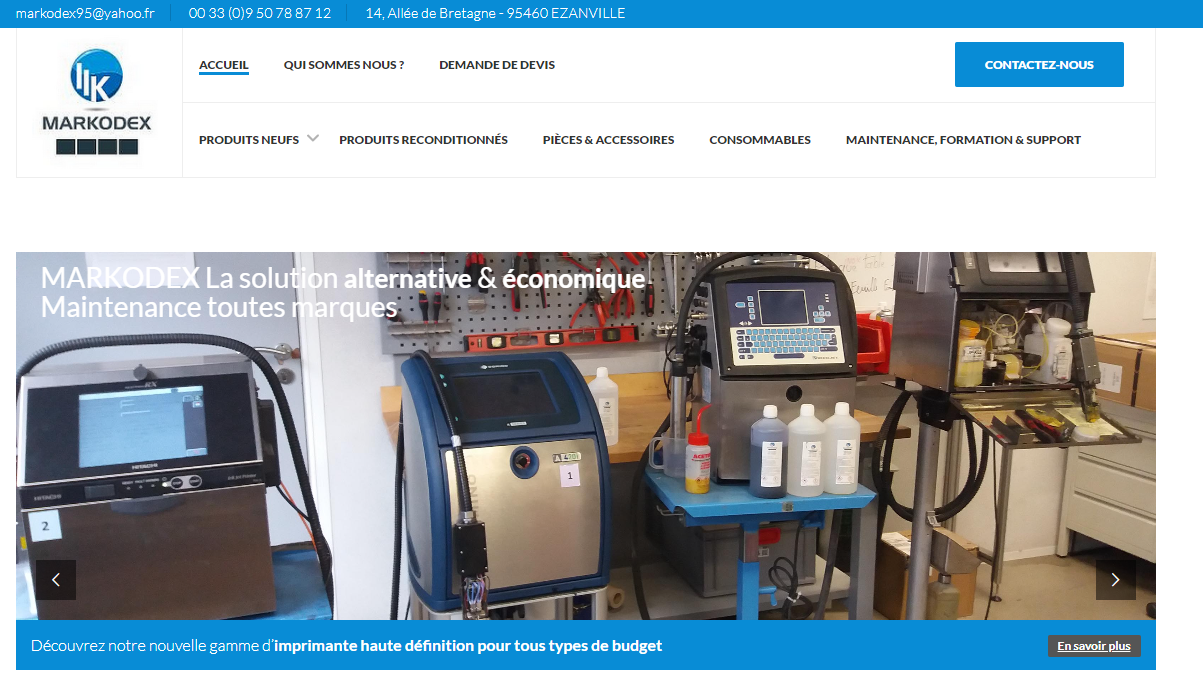 markodex95@yahoo.fr 00 33 (0)9 50 78 87 12 14, Allée de Bretagne - 95460 EZANVILLE
ACCUEIL QUI SOMMES NOUS ? DEMANDE DE DEVIS CONTACTEZ-NOUS
MARKODEX
PRODUITS NEUFS PRODUITS RECONDITIONNÉS PIÈCES & ACCESSOIRES CONSOMMABLES MAINTENANCE, FORMATION & SUPPORT
MARKODEX La solution alternative & économique
Maintenance toutes marques
HITACHI
HITACHI
2
1
Découvrez notre nouvelle gamme d'imprimante haute définition pour tous types de budget En savoir plus